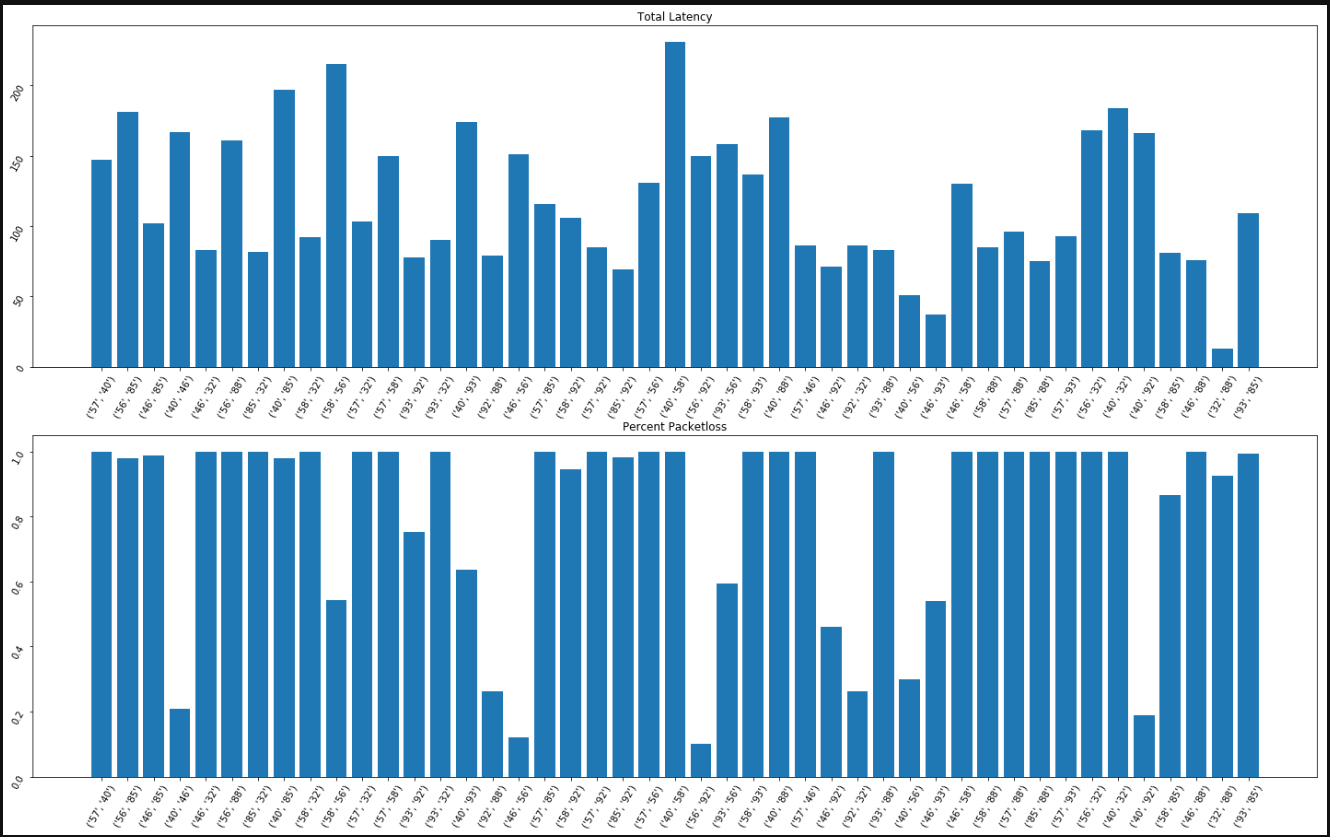 Total Latency
200
150
100
50
0
('57', '40') ('56', '85') ('46', '85') ('40', '46') ('46', '32') ('56', '88') ('85', '32') ('40', '85') ('58', '32') ('58', '56') ('57', '32') ('57', '58') ('93', '92') ('93', '32') ('40', '93') ('92', '88') ('46', '56') ('57', '85') ('58', '92') ('57', '92') ('85', '92') ('57', '56') ('40', '58') ('56', '92') ('93', '56') ('58', '93') ('40', '88') ('57', '46') ('46', '92') ('92', '32') ('93', '88') ('40', '56') ('46', '93') ('46', '58') ('58', '88') ('57', '88') ('85', '88') ('57', '93') ('56', '32') ('40', '32') ('40', '92') ('58', '85') ('46', '88') ('32', '88') ('93', '85')
Percent Packetloss
1.0
0.8
0.6
0.4
0.2
0.0
('57', '40') ('56', '85') ('46', '85') ('40', '46') ('46', '32') ('56', '88') ('85', '32') ('40', '85') ('58', '32') ('58', '56') ('57', '32') ('57', '58') ('93', '92') ('93', '32') ('40', '93') ('92', '88') ('46', '56') ('57', '85') ('58', '92') ('57', '92') ('85', '92') ('57', '56') ('40', '58') ('56', '92') ('93', '56') ('58', '93') ('40', '88') ('57', '46') ('46', '92') ('92', '32') ('93', '88') ('40', '56') ('46', '93') ('46', '58') ('58', '88') ('57', '88') ('85', '88') ('57', '93') ('56', '32') ('40', '32') ('40', '92') ('58', '85') ('46', '88') ('32', '88') ('93', '85')